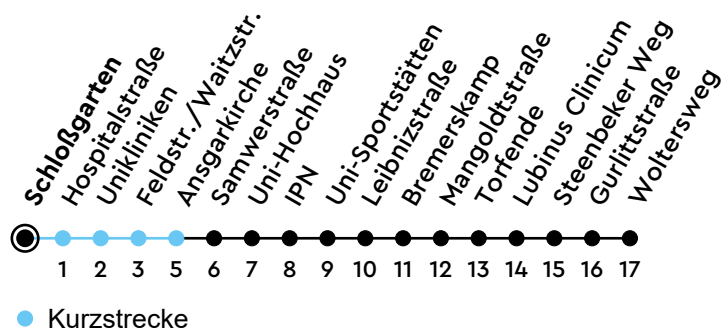 Schloßgarten
Hospitalstraße
Unikliniken
Feldstr./Waitzstr.
Ansgarkirche
Samwerstraße
Uni-Hochhaus
IPN
Uni-Sportstätten
Leibnizstraße
Bremerskamp
Mangoldtstraße
Torfende
Lubinus Clinicum
Steenbeker Weg
Gurlittstraße
Woltersweg
1 2 3 5 6 7 8 9 10 11 12 13 14 15 16 17
Kurzstrecke